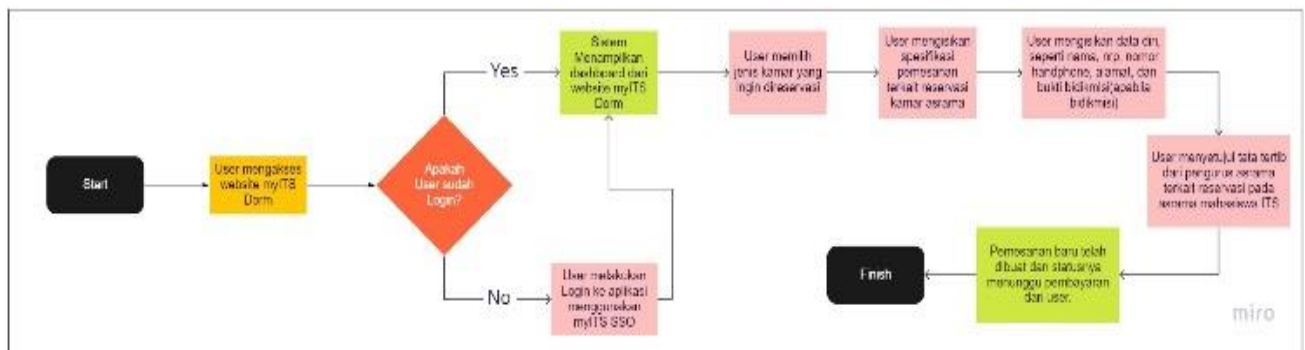 Start
User mengakses
website myITS
Dorm
Apakah
User sudah
Login?
Yes
No
User melakukan
Login ke aplikasi
menggunakan
myITS SSO
Sistem
Menampilkan
dashboard dari
website myITS
Dorm
User memilih
jenis kamar yang
ingin direservasi
User mengisikan
spesifikasi
pemesanan
terkait reservasi
kamar asrama
User mengisikan data diri,
seperti nama, nrp, nomor
handphone, alamat, dan
bukti bidikmisi(apabila
bidikmisi)
User menyetujui tata tertib
dari pengurus asrama
terkait reservasi pada
asrama mahasiswa ITS
Pemesanan baru telah
dibuat dan statusnya
menunggu pembayaran
dari user.
Finish
miro